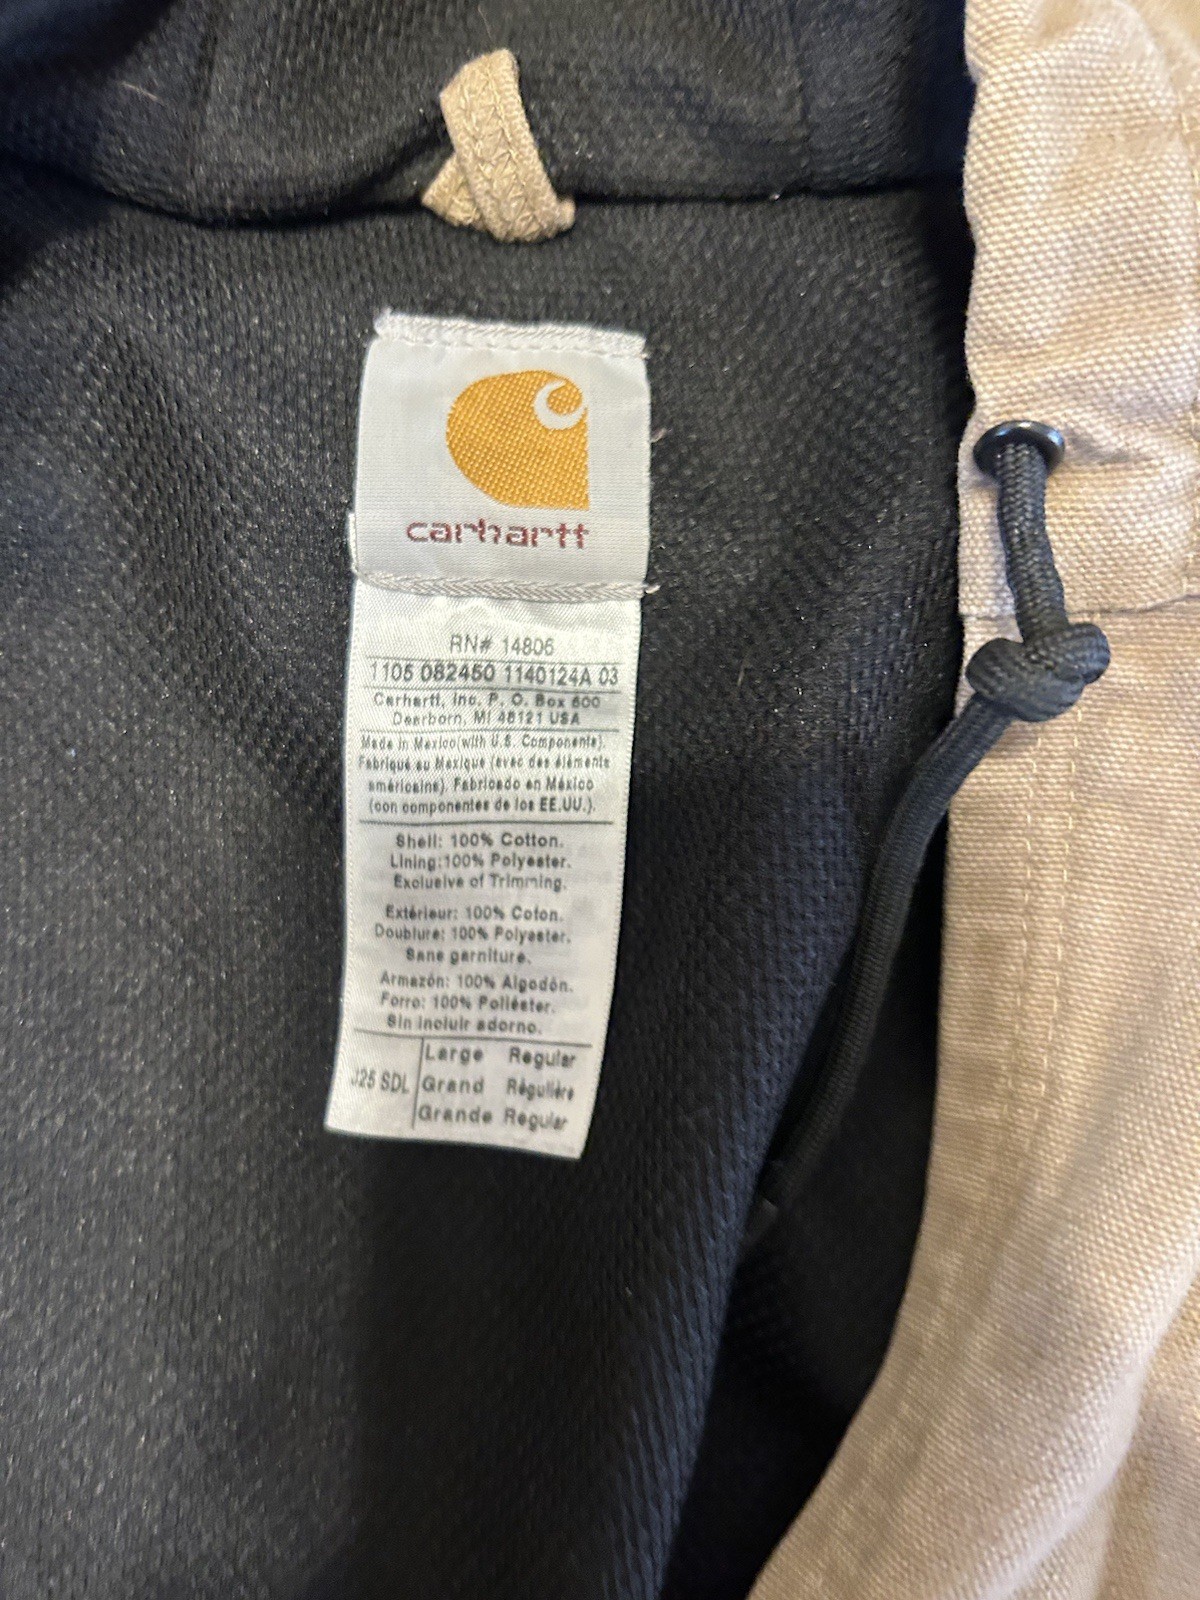 carhartt
RN# 14806
1105 082450 1140124A 03
Carhartt, Inc. P. O. Box 600
Dearborn, MI 48121 USA
Made in Mexico(with U.S. Components).
Fabriqué au Mexique (avec des éléments
américains). Fabricado en México
(con componentes de los EE.UU.).
Shell: 100% Cotton.
Lining:100% Polyester.
Exclusive of Trimming.
Extérieur: 100% Coton.
Doublure: 100% Polyester.
Sans garniture.
Armazón: 100% Algodón.
Forro: 100% Poliéster.
Sin incluir adorno.
Large Regular
J25 SDL Grand Régulière
Grande Regular